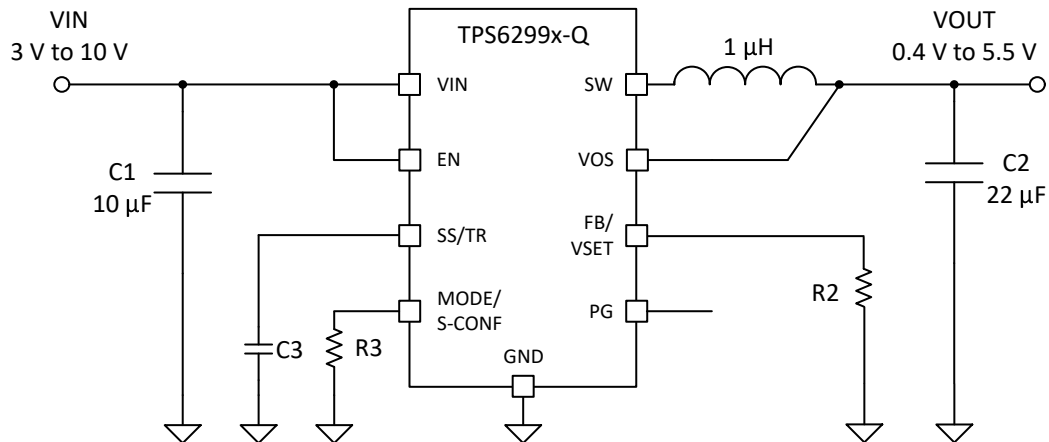 VIN
3 V to 10 V
TPS6299x-Q
VOUT
0.4 V to 5.5 V
1 µH
VIN
SW
EN
VOS
C1
10 µF
C2
22 µF
SS/TR
FB/
VSET
MODE/
S-CONF
R2
PG
C3
R3
GND